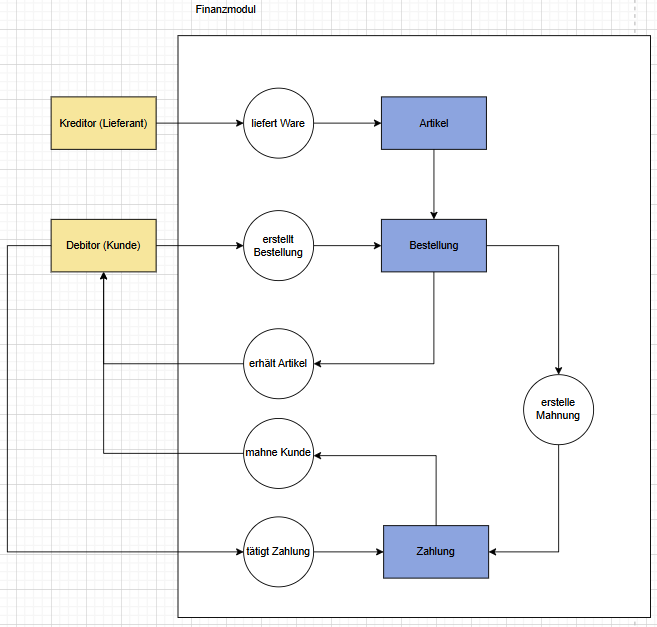 Finanzmodul
Kreditor (Lieferant)
liefert Ware
Artikel
Debitor (Kunde)
erstellt
Bestellung
Bestellung
erhält Artikel
erstelle
Mahnung
mahne Kunde
tätigt Zahlung
Zahlung